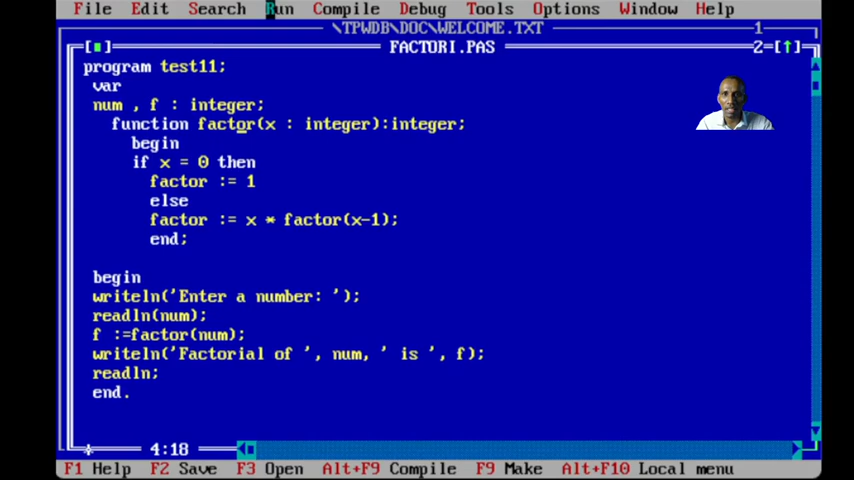 File Edit Search Run Compile Debug Tools Options Window Help
\TPWDB\DOC\WELCOME.TXT 1
[■] FACTORI.PAS 2=[↑]
program test11;
var
num , f : integer;
function factor(x : integer):integer;
begin
if x = 0 then
factor := 1
else
factor := x * factor(x-1);
end;
begin
writeln('Enter a number: ');
readln(num);
f :=factor(num);
writeln('Factorial of ', num, ' is ', f);
readln;
end.
* 4:18
F1 Help F2 Save F3 Open Alt+F9 Compile F9 Make Alt+F10 Local menu